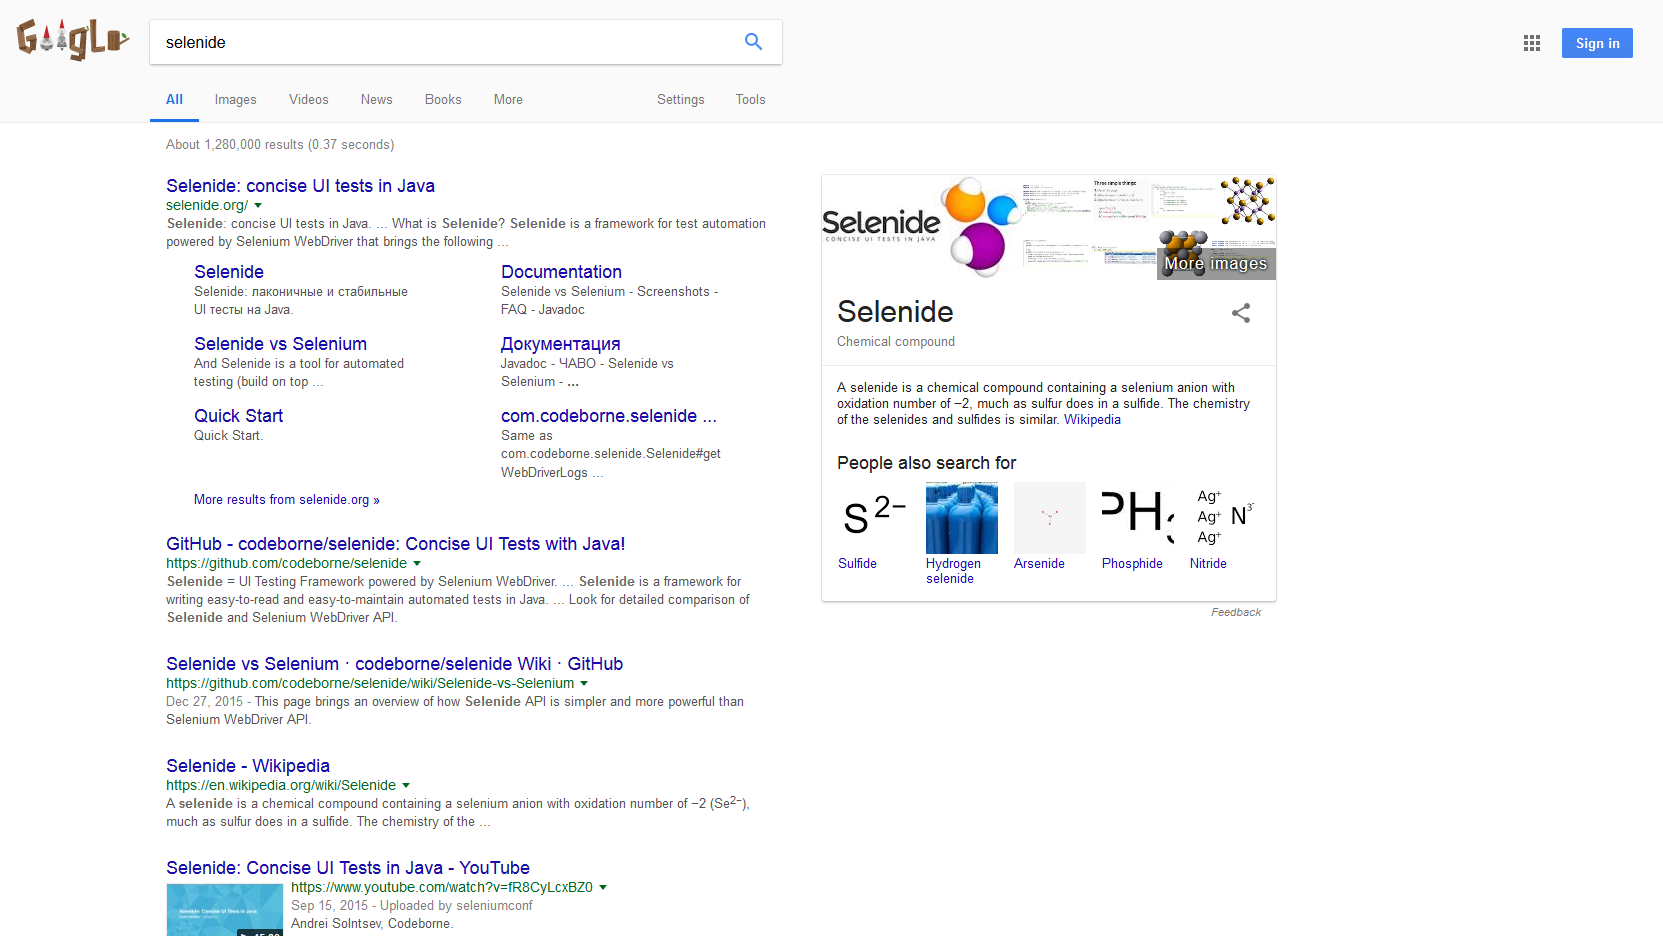 selenide
Sign in
All Images Videos News Books More Settings Tools
About 1,280,000 results (0.37 seconds)
Selenide: concise UI tests in Java
selenide.org/
Selenide: concise UI tests in Java. ... What is Selenide? Selenide is a framework for test automation
powered by Selenium WebDriver that brings the following ...
Selenide
Selenide: лаконичные и стабильные
UI тесты на Java.
Documentation
Selenide vs Selenium - Screenshots -
FAQ - Javadoc
Selenide vs Selenium
And Selenide is a tool for automated
testing (build on top ...
Документация
Javadoc - ЧАВО - Selenide vs
Selenium - ...
Quick Start
Quick Start.
com.codeborne.selenide ...
Same as
com.codeborne.selenide.Selenide#get
WebDriverLogs ...
More results from selenide.org »
GitHub - codeborne/selenide: Concise UI Tests with Java!
https://github.com/codeborne/selenide
Selenide = UI Testing Framework powered by Selenium WebDriver. ... Selenide is a framework for
writing easy-to-read and easy-to-maintain automated tests in Java. ... Look for detailed comparison of
Selenide and Selenium WebDriver API.
Selenide vs Selenium · codeborne/selenide Wiki · GitHub
https://github.com/codeborne/selenide/wiki/Selenide-vs-Selenium
Dec 27, 2015 - This page brings an overview of how Selenide API is simpler and more powerful than
Selenium WebDriver API.
Selenide - Wikipedia
https://en.wikipedia.org/wiki/Selenide
A selenide is a chemical compound containing a selenium anion with oxidation number of −2 (Se2−),
much as sulfur does in a sulfide. The chemistry of the ...
Selenide: Concise UI Tests in Java - YouTube
https://www.youtube.com/watch?v=fR8CyLcxBZ0
Sep 15, 2015 - Uploaded by seleniumconf
Andrei Solntsev, Codeborne.
Selenide: Concise UI Tests in Java
Selenide
CONCISE UI TESTS IN JAVA
Three simple things:
More images
Selenide
Chemical compound
A selenide is a chemical compound containing a selenium anion with
oxidation number of −2, much as sulfur does in a sulfide. The chemistry
of the selenides and sulfides is similar. Wikipedia
People also search for
S 2−
PH3
Ag+
Ag+ N3-
Ag+
Sulfide
Hydrogen
selenide
Arsenide
Phosphide
Nitride
Feedback